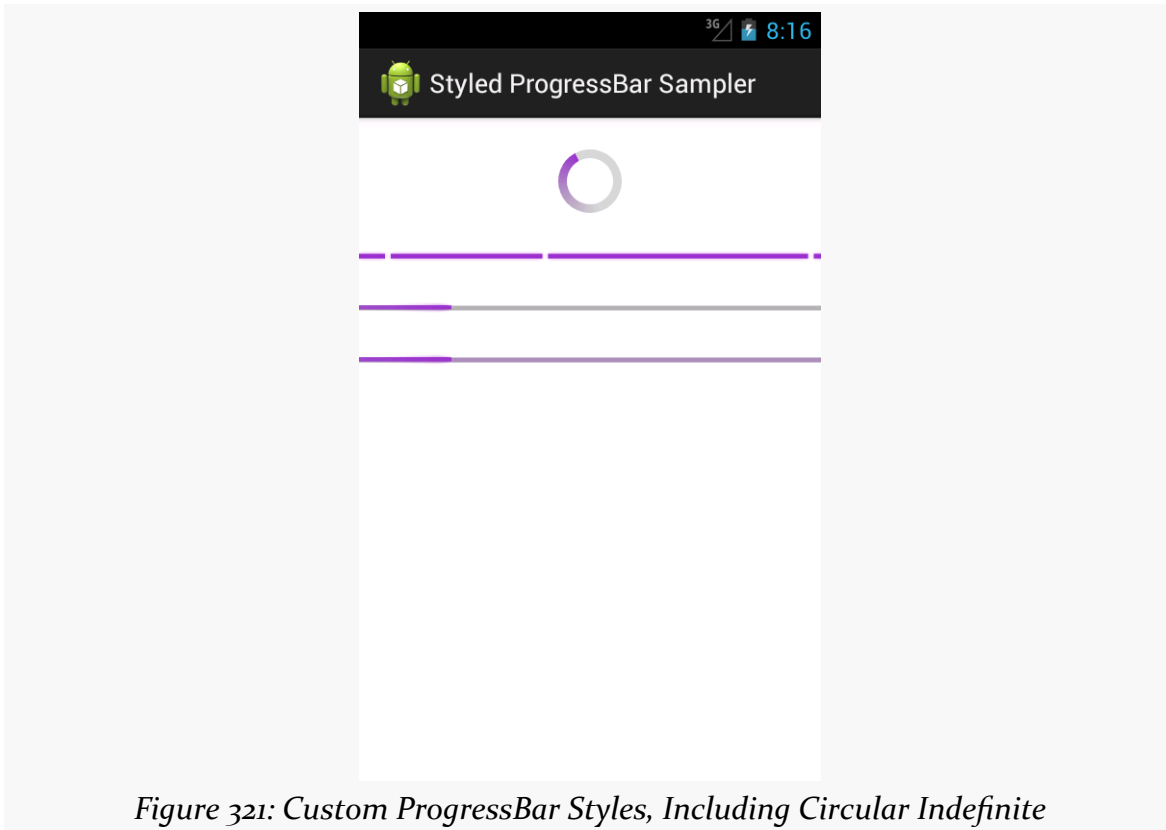 3G 8:16
Styled ProgressBar Sampler
Figure 321: Custom ProgressBar Styles, Including Circular Indefinite